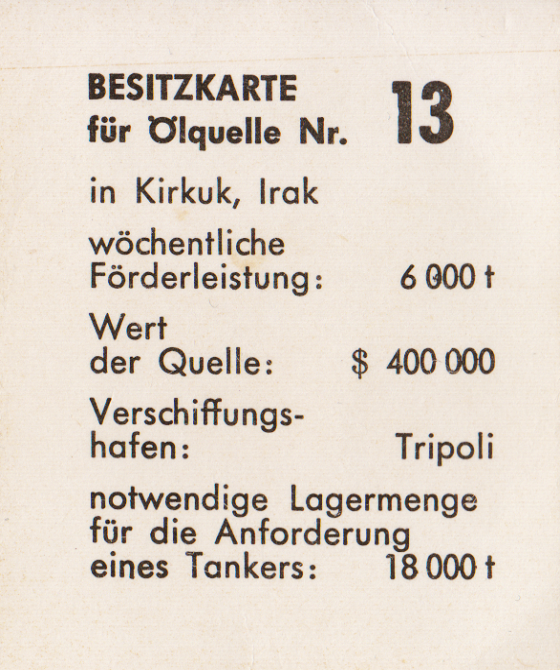 BESITZKARTE
für Ölquelle Nr. 13
in Kirkuk, Irak
wöchentliche
Förderleistung: 6 000 t
Wert
der Quelle: $ 400 000
Verschiffungs-
hafen: Tripoli
notwendige Lagermenge
für die Anforderung
eines Tankers: 18 000 t